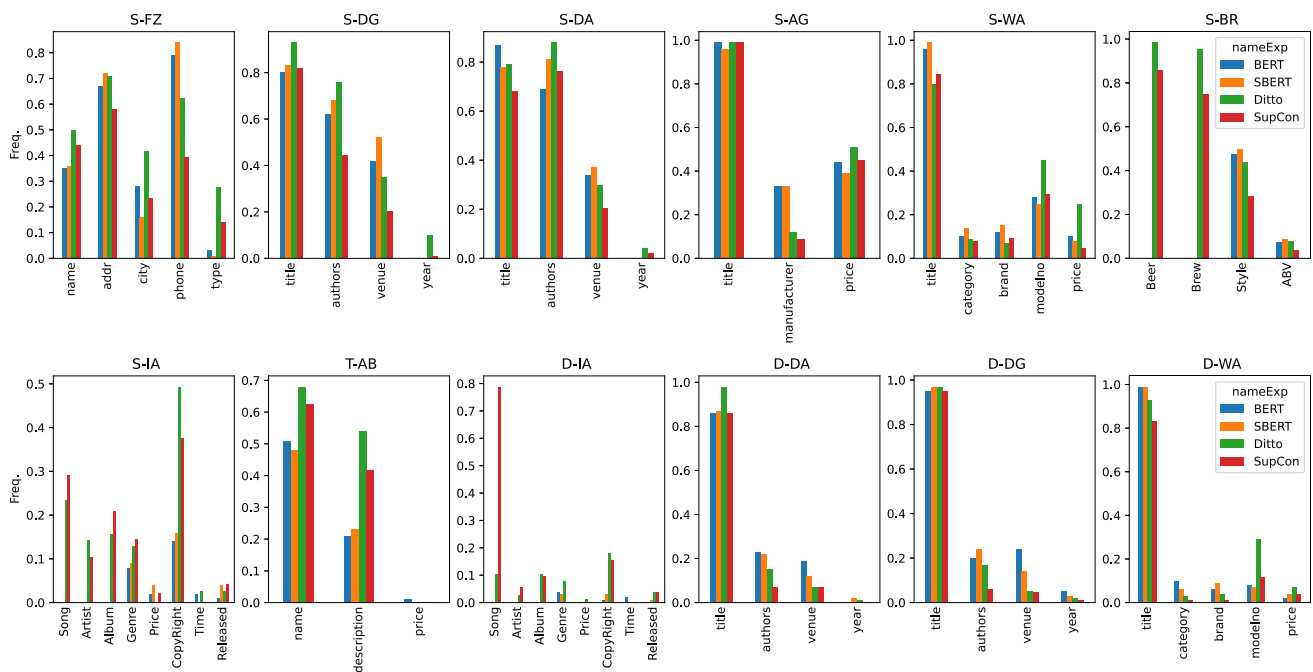 S-FZ
S-DG
S-DA
S-AG
S-WA
S-BR
Freq.
0.8
0.7
0.6
0.5
0.4
0.3
0.2
0.1
0.0
name
addr
city
phone
type
0.8
0.6
0.4
0.2
0.0
title
authors
venue
year
0.8
0.6
0.4
0.2
0.0
title
authors
venue
year
1.0
0.8
0.6
0.4
0.2
0.0
title
manufacturer
price
1.0
0.8
0.6
0.4
0.2
0.0
title
category
brand
modelno
price
1.0
0.8
0.6
0.4
0.2
0.0
Beer
Brew
Style
ABV
nameExp
BERT
SBERT
Ditto
SupCon
S-IA
T-AB
D-IA
D-DA
D-DG
D-WA
Freq.
0.5
0.4
0.3
0.2
0.1
0.0
Song
Artist
Album
Genre
Price
CopyRight
Time
Released
0.7
0.6
0.5
0.4
0.3
0.2
0.1
0.0
name
description
price
0.8
0.7
0.6
0.5
0.4
0.3
0.2
0.1
0.0
Song
Artist
Album
Genre
Price
CopyRight
Time
Released
1.0
0.8
0.6
0.4
0.2
0.0
title
authors
venue
year
1.0
0.8
0.6
0.4
0.2
0.0
title
authors
venue
year
1.0
0.8
0.6
0.4
0.2
0.0
title
category
brand
modelno
price
nameExp
BERT
SBERT
Ditto
SupCon